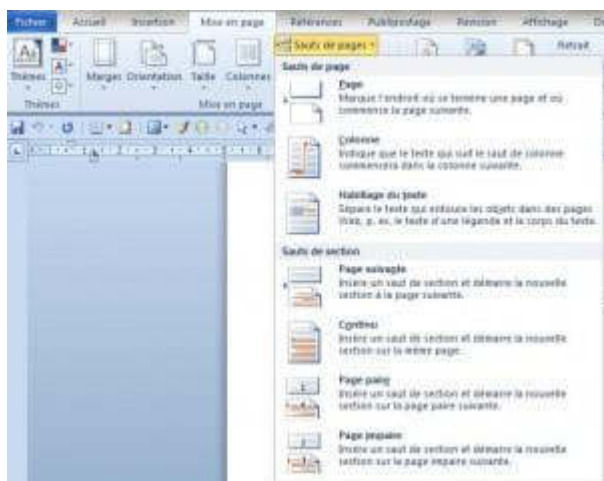 Fichier Accueil Insertion Mise en page Références Publipostage Révision Affichage
Sauts de pages
Retrait
Thèmes Marges Orientation Taille Colonnes
Thèmes Mise en page
Sauts de page
Page
Marque l'endroit où se termine une page et où
commence la page suivante.
Colonne
Indique que le texte qui suit le saut de colonne
commencera dans la colonne suivante.
Habillage du texte
Sépare le texte qui entoure les objets dans des pages
Web, p. ex. le texte d'une légende et le corps du texte.
Sauts de section
Page suivante
Insère un saut de section et démarre la nouvelle
section à la page suivante.
Continu
Insère un saut de section et démarre la nouvelle
section sur la même page.
Page paire
Insère un saut de section et démarre la nouvelle
section sur la page paire suivante.
Page impaire
Insère un saut de section et démarre la nouvelle
section sur la page impaire suivante.